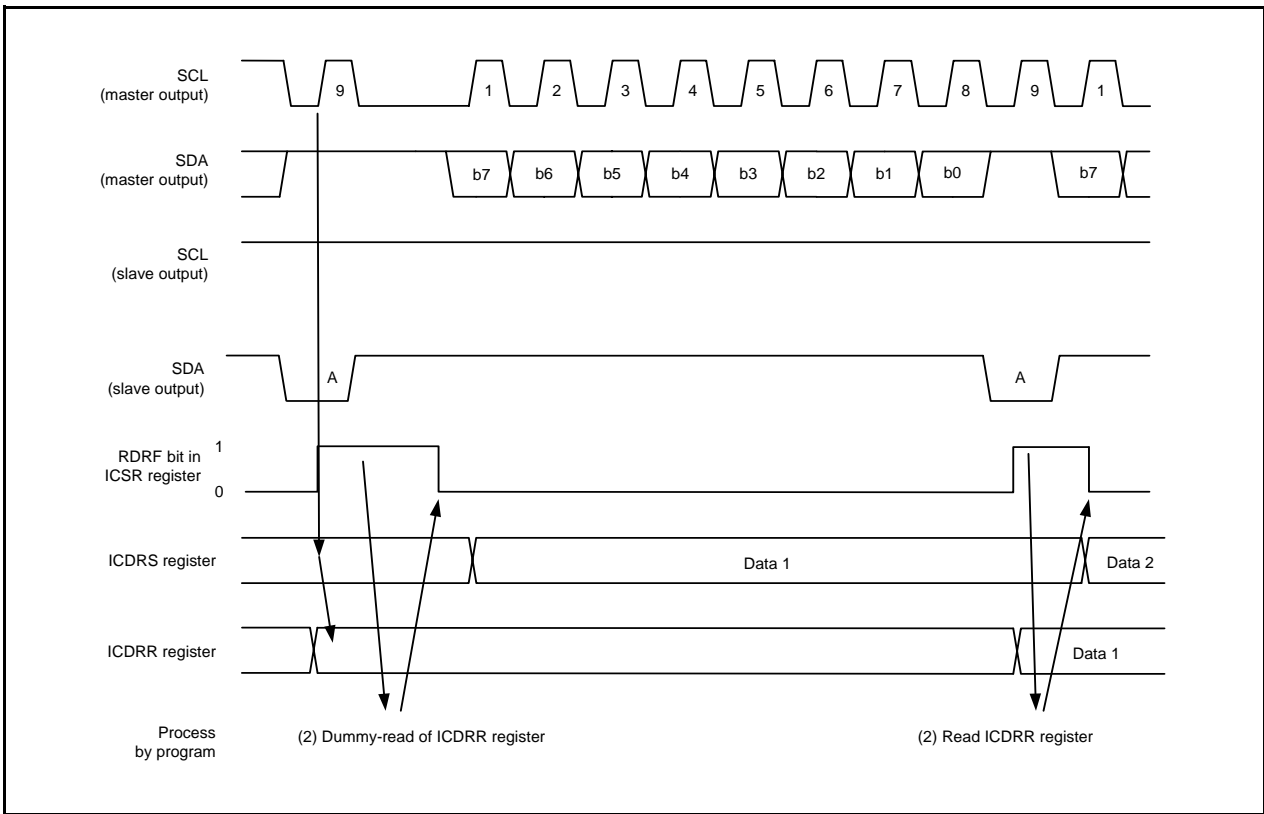 SCL
(master output)
9 1 2 3 4 5 6 7 8 9 1
SDA
(master output)
b7 b6 b5 b4 b3 b2 b1 b0 b7
SCL
(slave output)
SDA
(slave output)
A A
RDRF bit in
ICSR register
1
0
ICDRS register
Data 1 Data 2
ICDRR register
Data 1
Process
by program
(2) Dummy-read of ICDRR register (2) Read ICDRR register